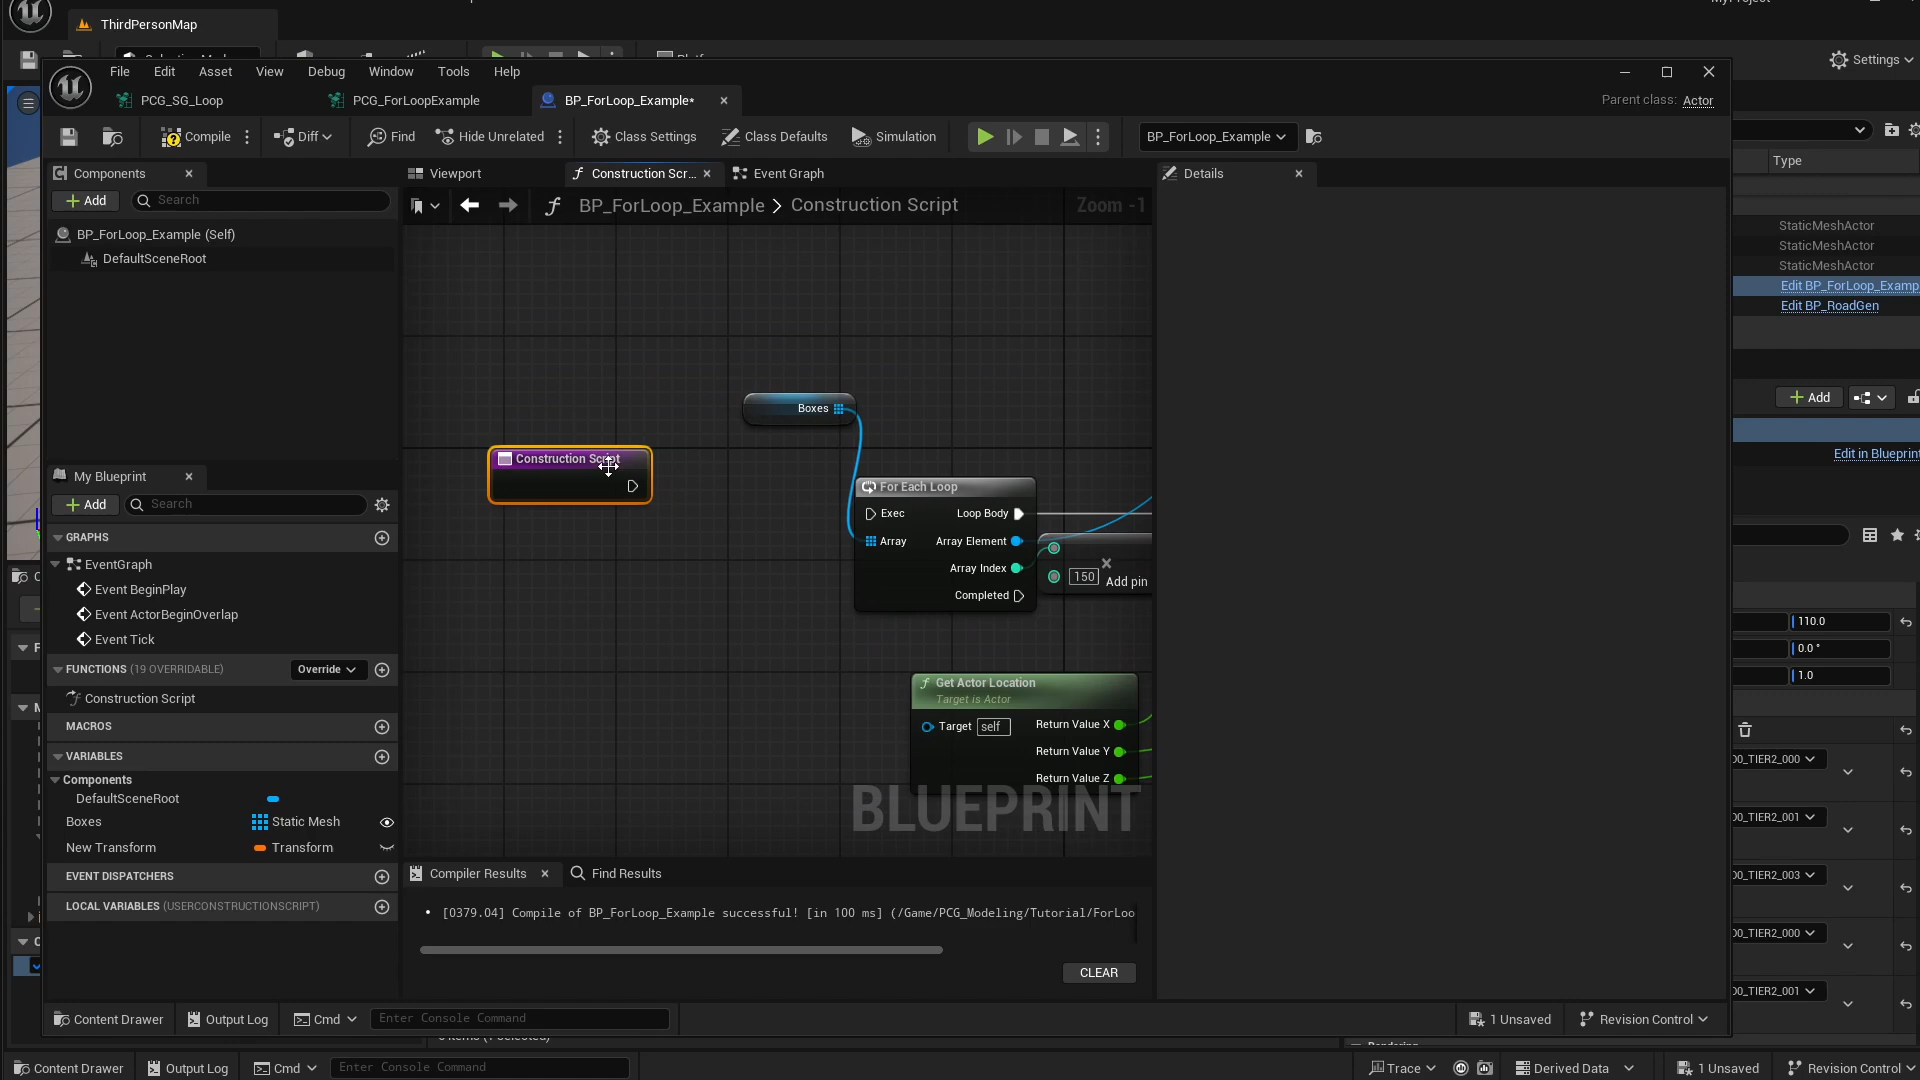 ThirdPersonMap
Settings
File Edit Asset View Debug Window Tools Help
PCG_SG_Loop
PCG_ForLoopExample
BP_ForLoop_Example*
Parent class: Actor
Compile
Diff
Find
Hide Unrelated
Class Settings
Class Defaults
Simulation
BP_ForLoop_Example
Components
Viewport
Construction Scr...
Event Graph
Details
Type
+ Add
Search
BP_ForLoop_Example > Construction Script
Zoom -1
BP_ForLoop_Example (Self)
DefaultSceneRoot
StaticMeshActor
StaticMeshActor
StaticMeshActor
Edit BP_ForLoop_Examp
Edit BP_RoadGen
Boxes
+ Add
Construction Script
Edit in Blueprint
My Blueprint
+ Add
Search
For Each Loop
Exec
Loop Body
Array
Array Element
Array Index
Completed
150
Add pin
GRAPHS
EventGraph
Event BeginPlay
Event ActorBeginOverlap
Event Tick
FUNCTIONS (19 OVERRIDABLE)
Override
Construction Script
MACROS
VARIABLES
Components
DefaultSceneRoot
Boxes
Static Mesh
New Transform
Transform
EVENT DISPATCHERS
LOCAL VARIABLES (USERCONSTRUCTIONSCRIPT)
Get Actor Location
Target is Actor
Target
self
Return Value X
Return Value Y
Return Value Z
BLUEPRINT
110.0
0.0 °
1.0
00_TIER2_000
00_TIER2_001
00_TIER2_003
00_TIER2_000
00_TIER2_001
Compiler Results
Find Results
• [0379.04] Compile of BP_ForLoop_Example successful! [in 100 ms] (/Game/PCG_Modeling/Tutorial/ForLoo
CLEAR
Content Drawer
Output Log
Cmd
Enter Console Command
1 Unsaved
Revision Control
Content Drawer
Output Log
Cmd
Enter Console Command
Trace
Derived Data
1 Unsaved
Revision Control